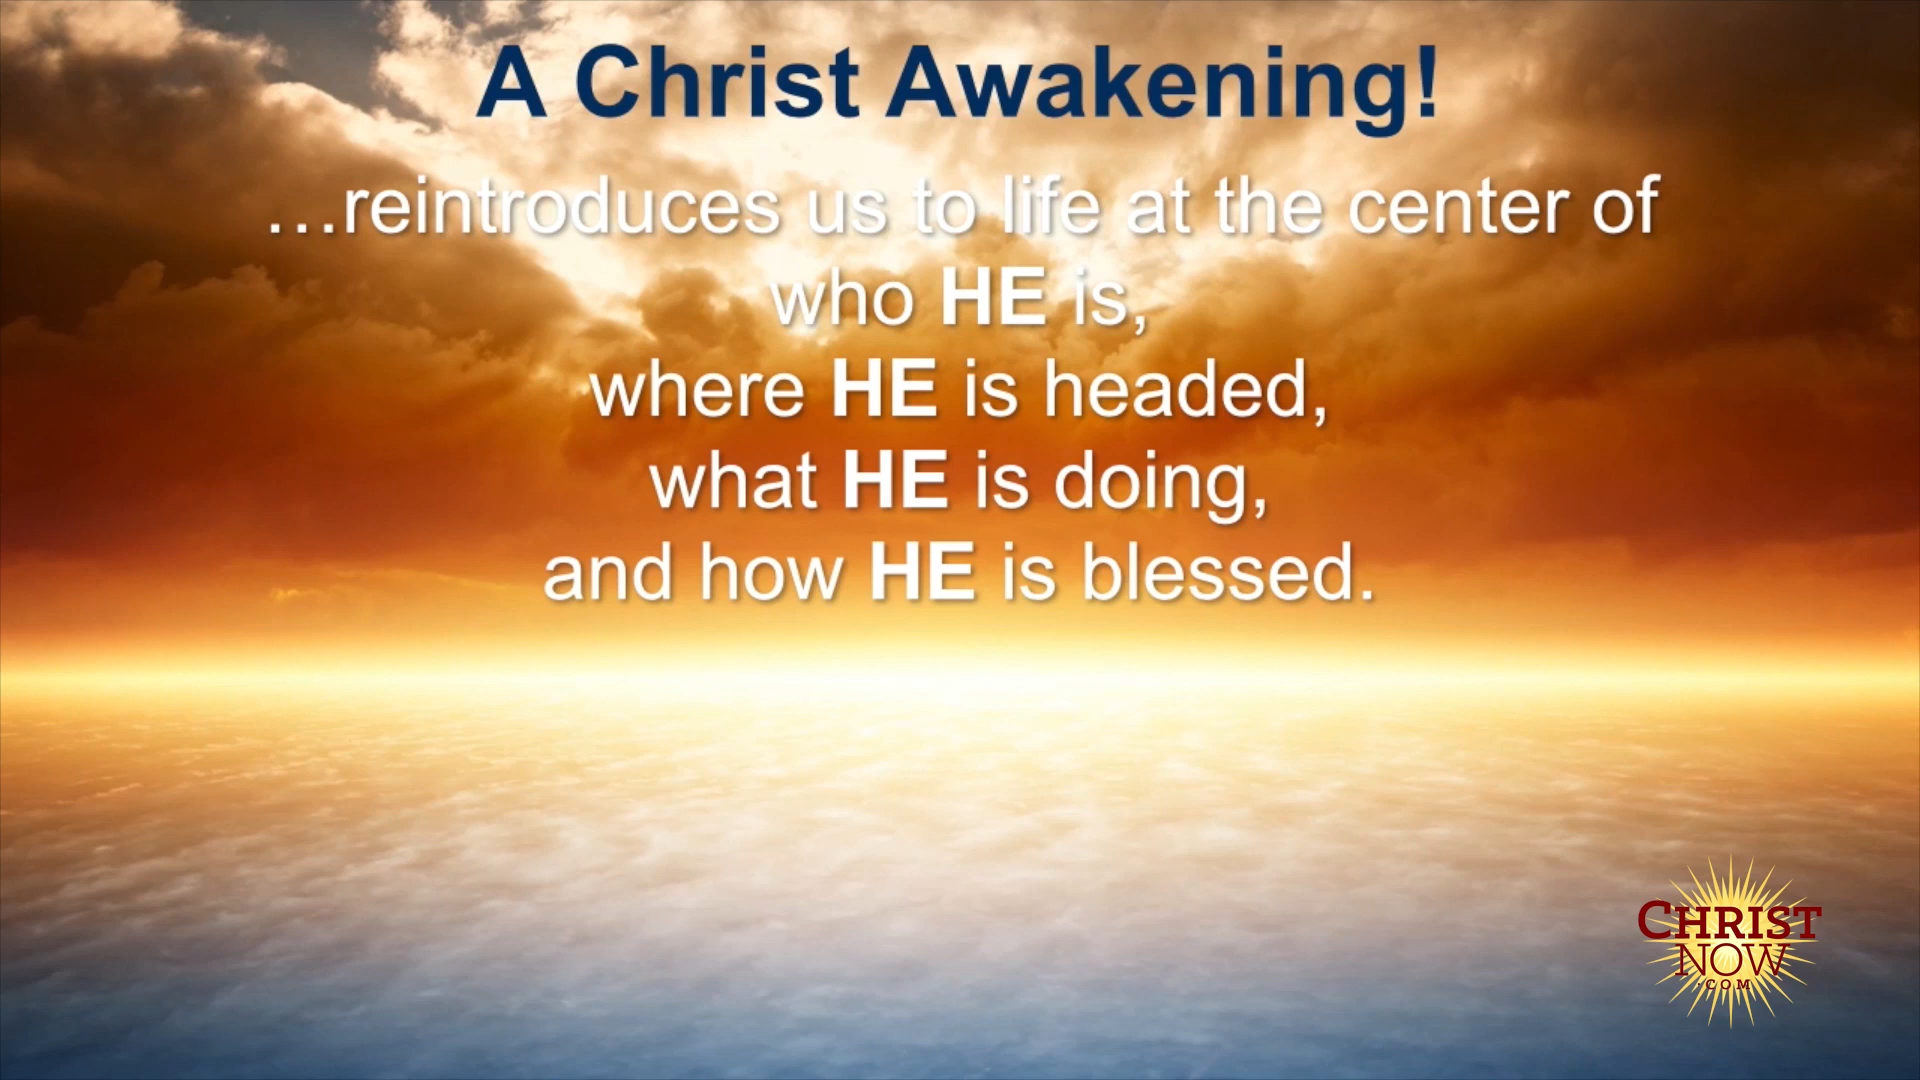 A Christ Awakening!
...reintroduces us to life at the center of
who HE is,
where HE is headed,
what HE is doing,
and how HE is blessed.
CHRIST
NOW
.COM